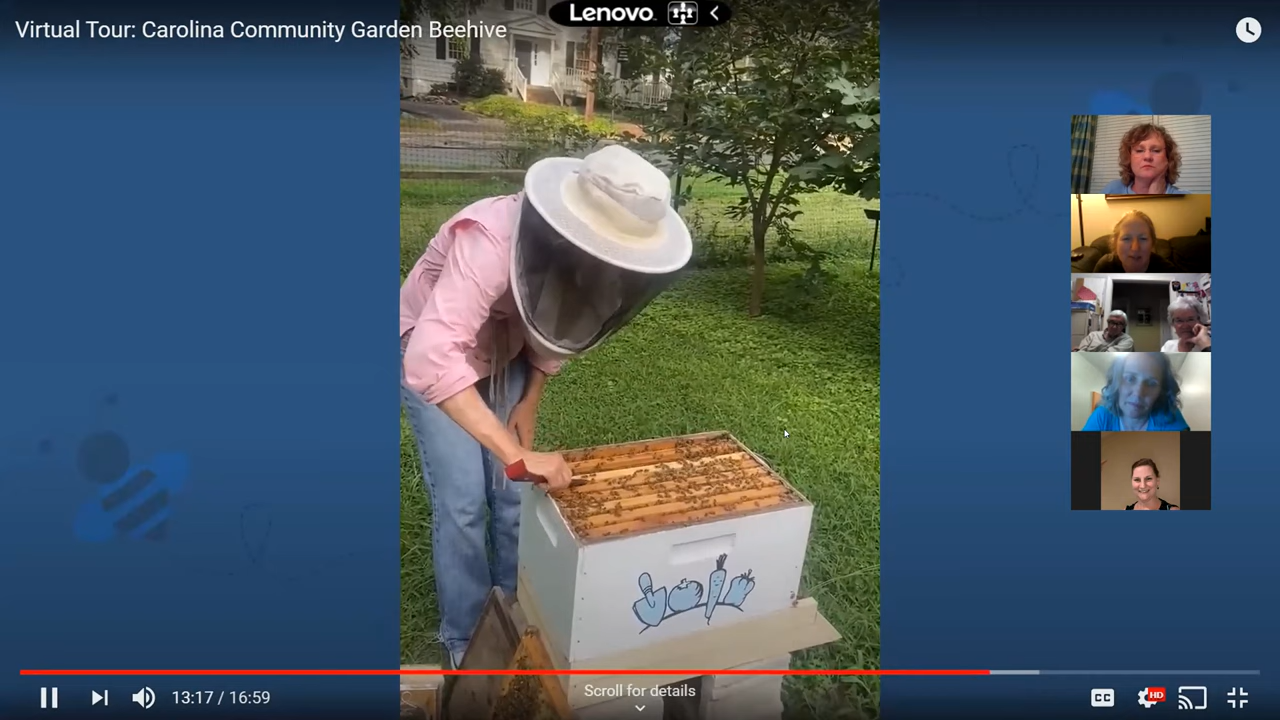 Lenovo
Virtual Tour: Carolina Community Garden Beehive
Scroll for details
13:17 / 16:59
CC
HD